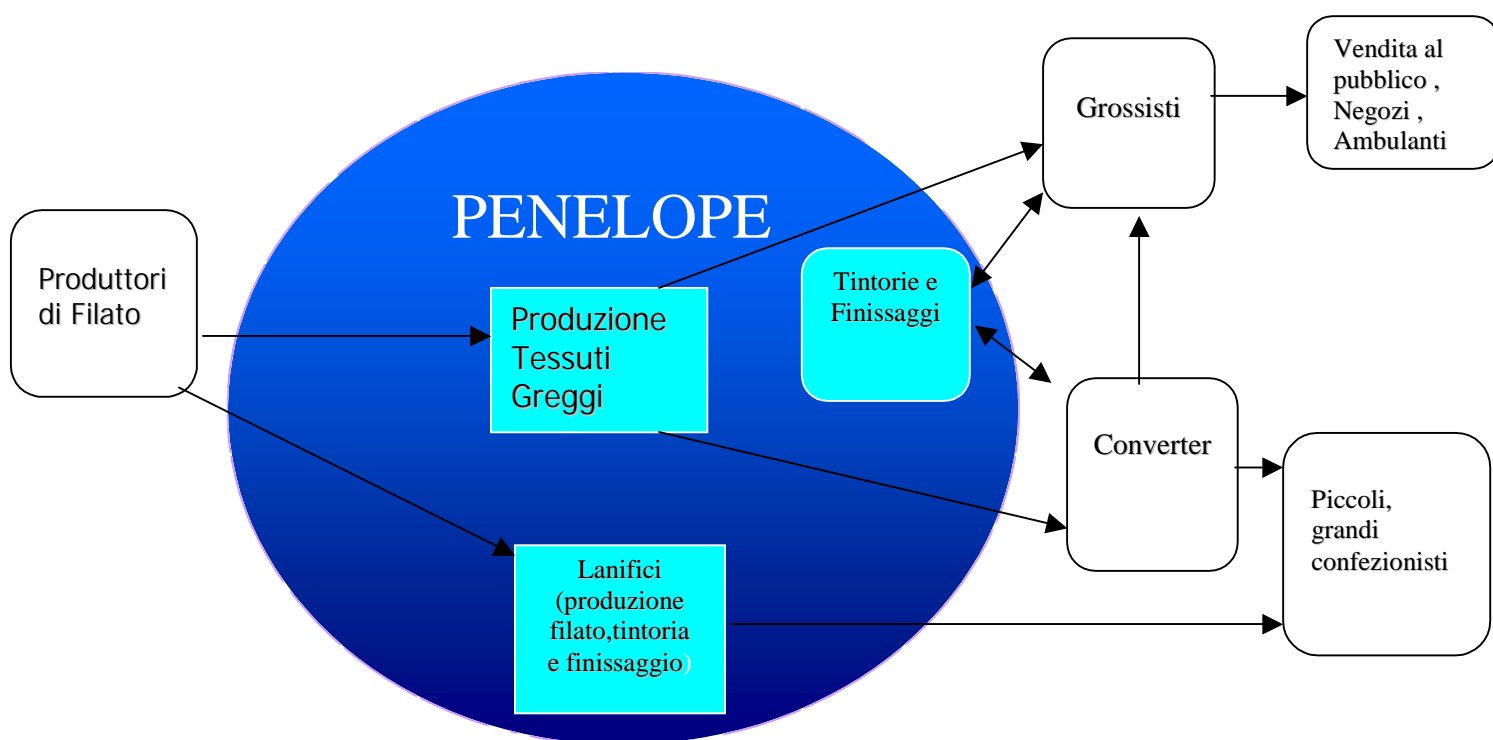 Produttori
di Filato
PENELOPE
Produzione
Tessuti
Greggi
Lanifici
(produzione
filato,tintoria
e finissaggio)
Tintorie e
Finissaggi
Grossisti
Converter
Vendita al
pubblico ,
Negozi ,
Ambulanti
Piccoli,
grandi
confezionisti